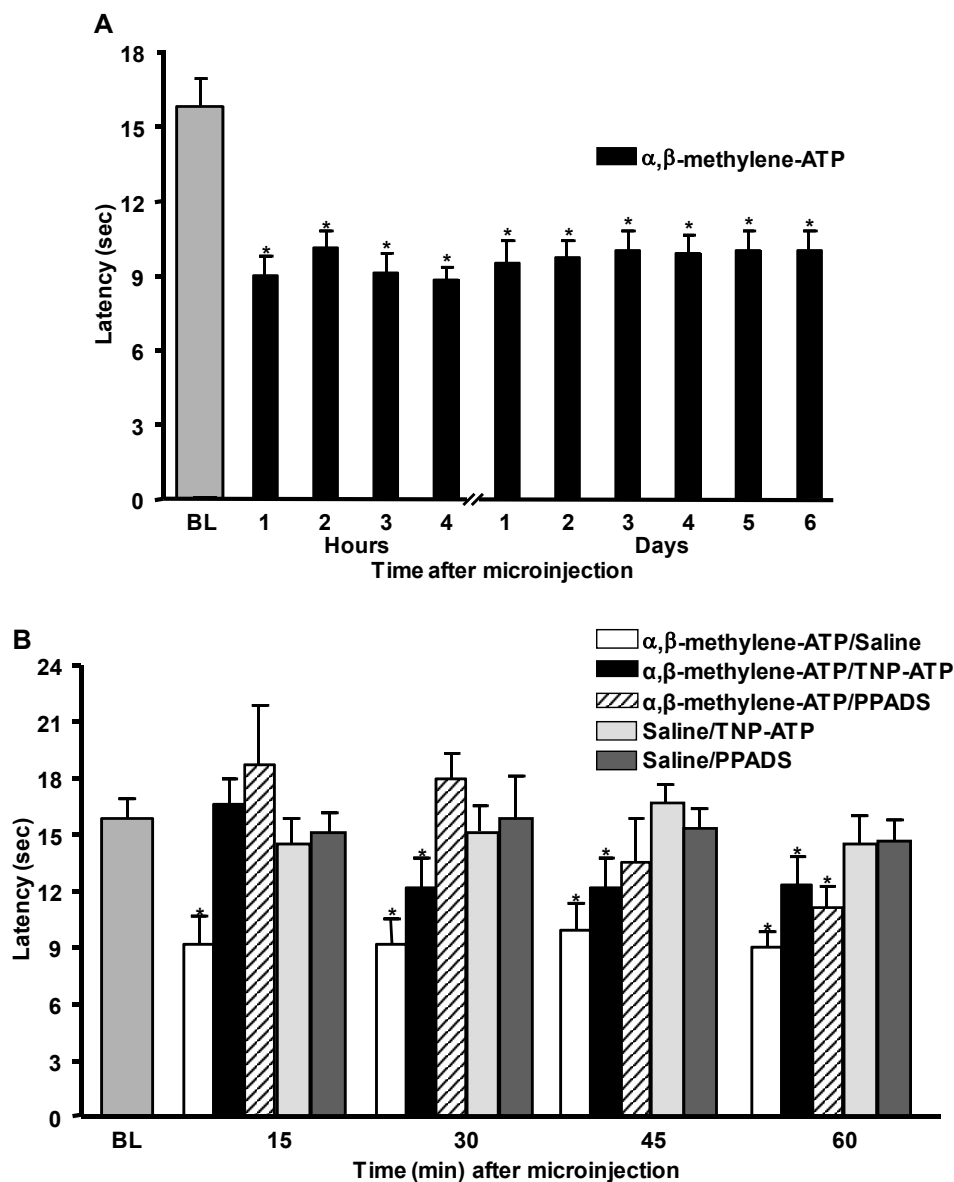 A
18
15
12
9
6
3
0
Latency (sec)
α,β-methylene-ATP
* * * * * * * * * *
BL 1 2 3 4 1 2 3 4 5 6
Hours Days
Time after microinjection
B
24
21
18
15
12
9
6
3
0
Latency (sec)
α,β-methylene-ATP/Saline
α,β-methylene-ATP/TNP-ATP
α,β-methylene-ATP/PPADS
Saline/TNP-ATP
Saline/PPADS
* * * * * * * *
BL 15 30 45 60
Time (min) after microinjection